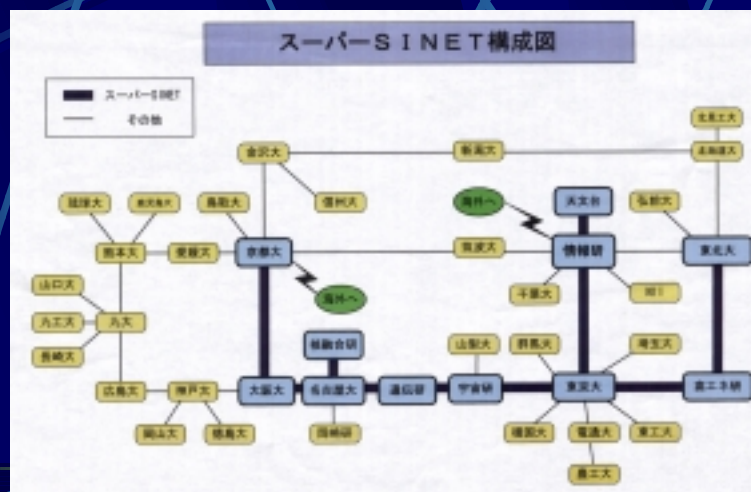 スーパーＳＩＮＥＴ構成図
スーパーSINET
その他
北見工大
金沢大
新潟大
北海道大
琉球大
鹿児島大
鳥取大
信州大
海外へ
天文台
弘前大
熊本大
愛媛大
京都大
筑波大
情報研
東北大
山口大
千葉大
海外へ
九工大
九大
核融合研
山梨大
群馬大
埼玉大
長崎大
広島大
神戸大
大阪大
名古屋大
遺伝研
宇宙研
東京大
高エネ研
岡山大
徳島大
岡崎研
横国大
電通大
東工大
農工大